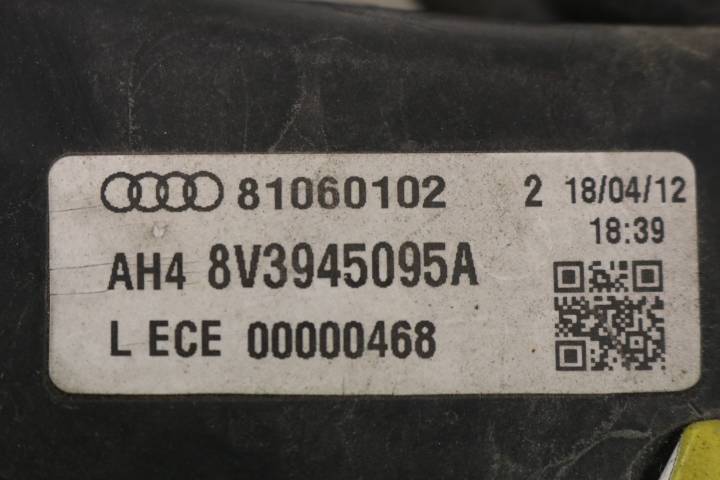 81060102 2 18/04/12
18:39
AH4 8V3945095A
L ECE 00000468